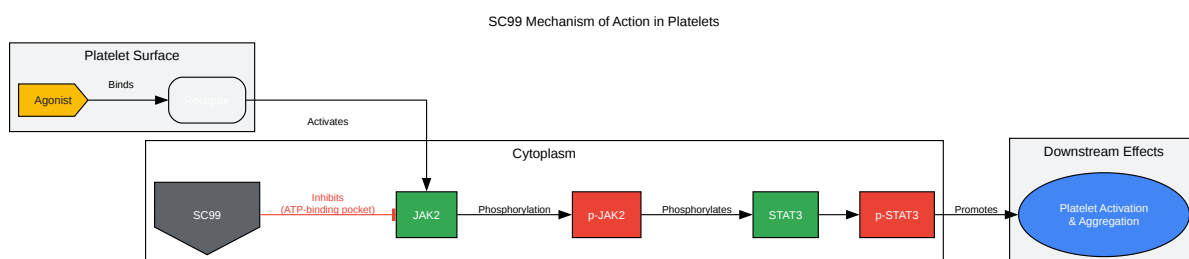 SC99 Mechanism of Action in Platelets
Platelet Surface
Agonist
Binds
Receptor
Activates
Cytoplasm
SC99
Inhibits
(ATP-binding pocket)
JAK2
Phosphorylation
p-JAK2
Phosphorylates
STAT3
p-STAT3
Promotes
Downstream Effects
Platelet Activation
& Aggregation